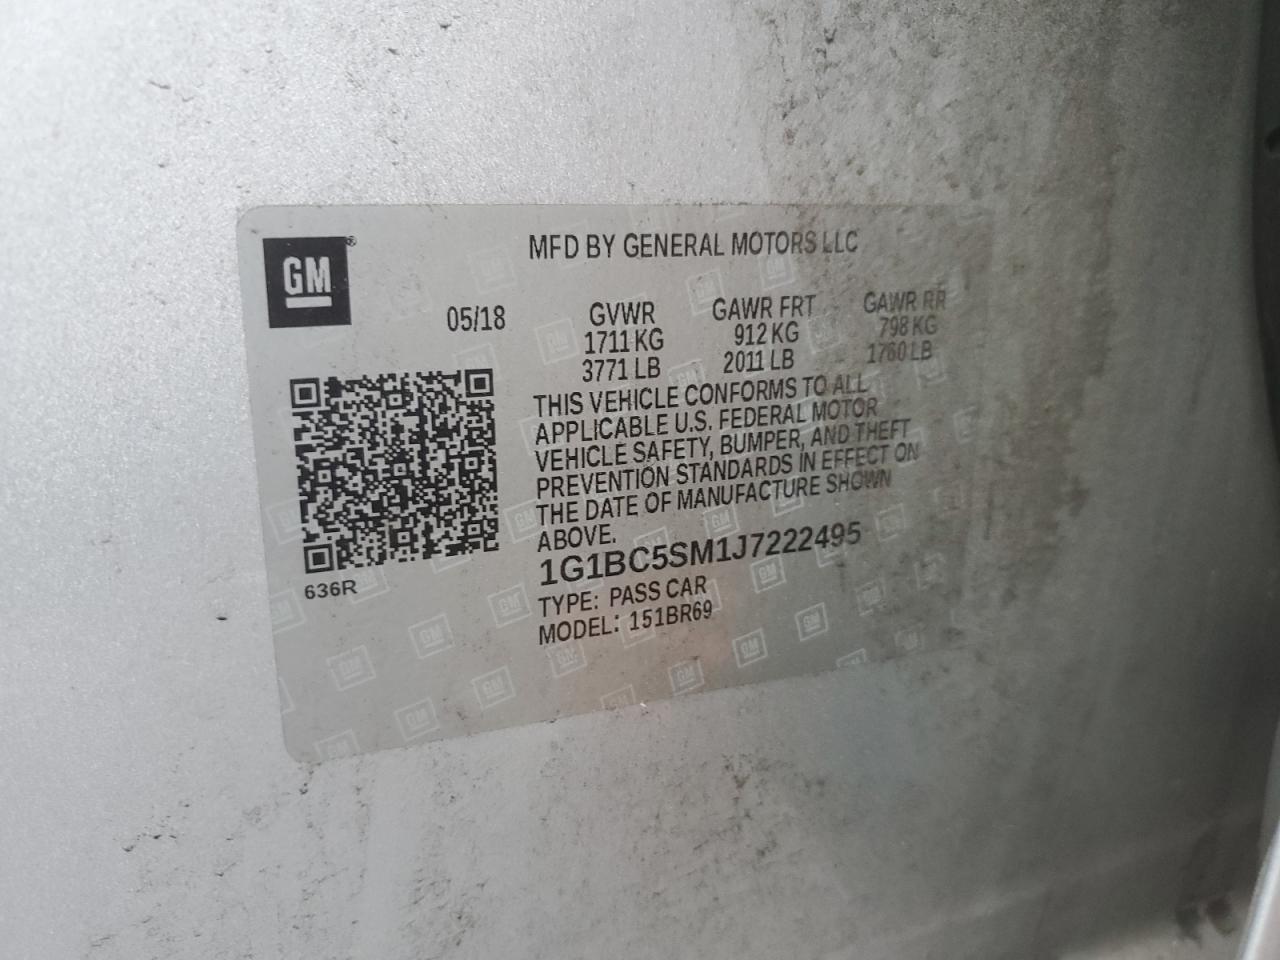 GM®
MFD BY GENERAL MOTORS LLC
05/18
GVWR GAWR FRT GAWR RR
1711 KG 912 KG 798 KG
3771 LB 2011 LB 1760 LB
THIS VEHICLE CONFORMS TO ALL
APPLICABLE U.S. FEDERAL MOTOR
VEHICLE SAFETY, BUMPER, AND THEFT
PREVENTION STANDARDS IN EFFECT ON
THE DATE OF MANUFACTURE SHOWN
ABOVE.
1G1BC5SM1J7222495
TYPE: PASS CAR
MODEL: 151BR69
636R